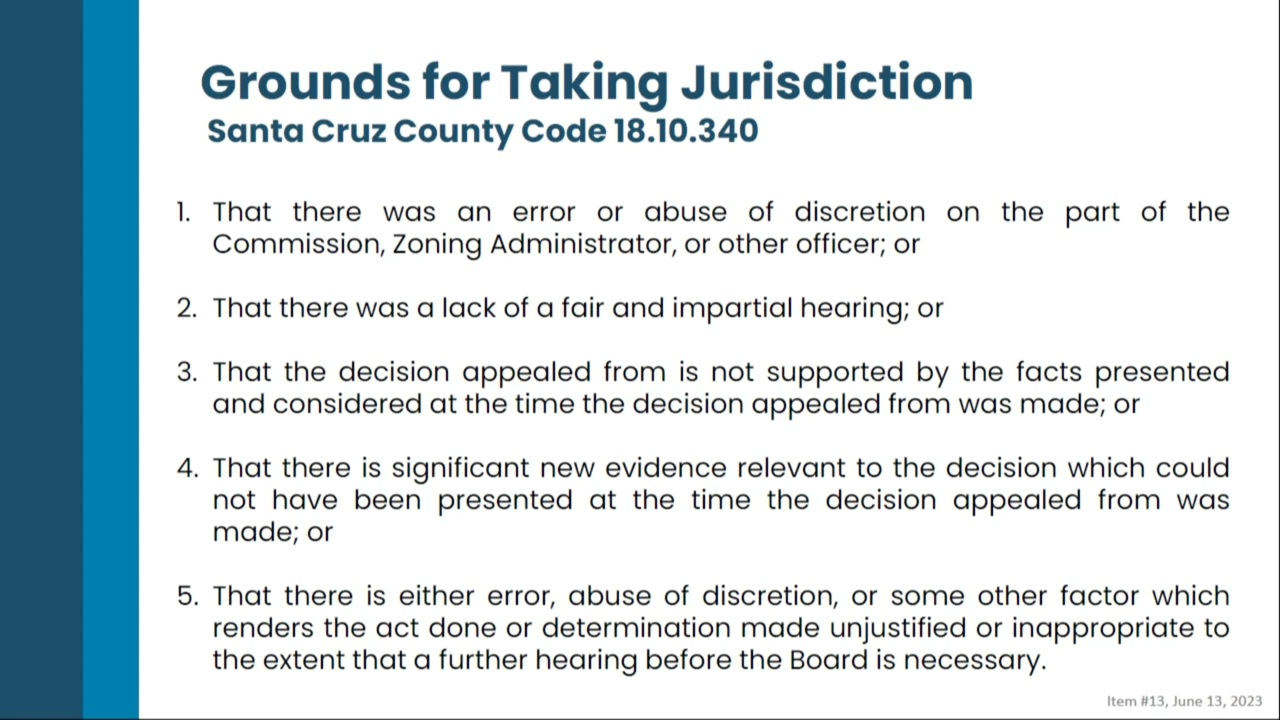 Grounds for Taking Jurisdiction
Santa Cruz County Code 18.10.340
1. That there was an error or abuse of discretion on the part of the
Commission, Zoning Administrator, or other officer; or
2. That there was a lack of a fair and impartial hearing; or
3. That the decision appealed from is not supported by the facts presented
and considered at the time the decision appealed from was made; or
4. That there is significant new evidence relevant to the decision which could
not have been presented at the time the decision appealed from was
made; or
5. That there is either error, abuse of discretion, or some other factor which
renders the act done or determination made unjustified or inappropriate to
the extent that a further hearing before the Board is necessary.
Item #13, June 13, 2023